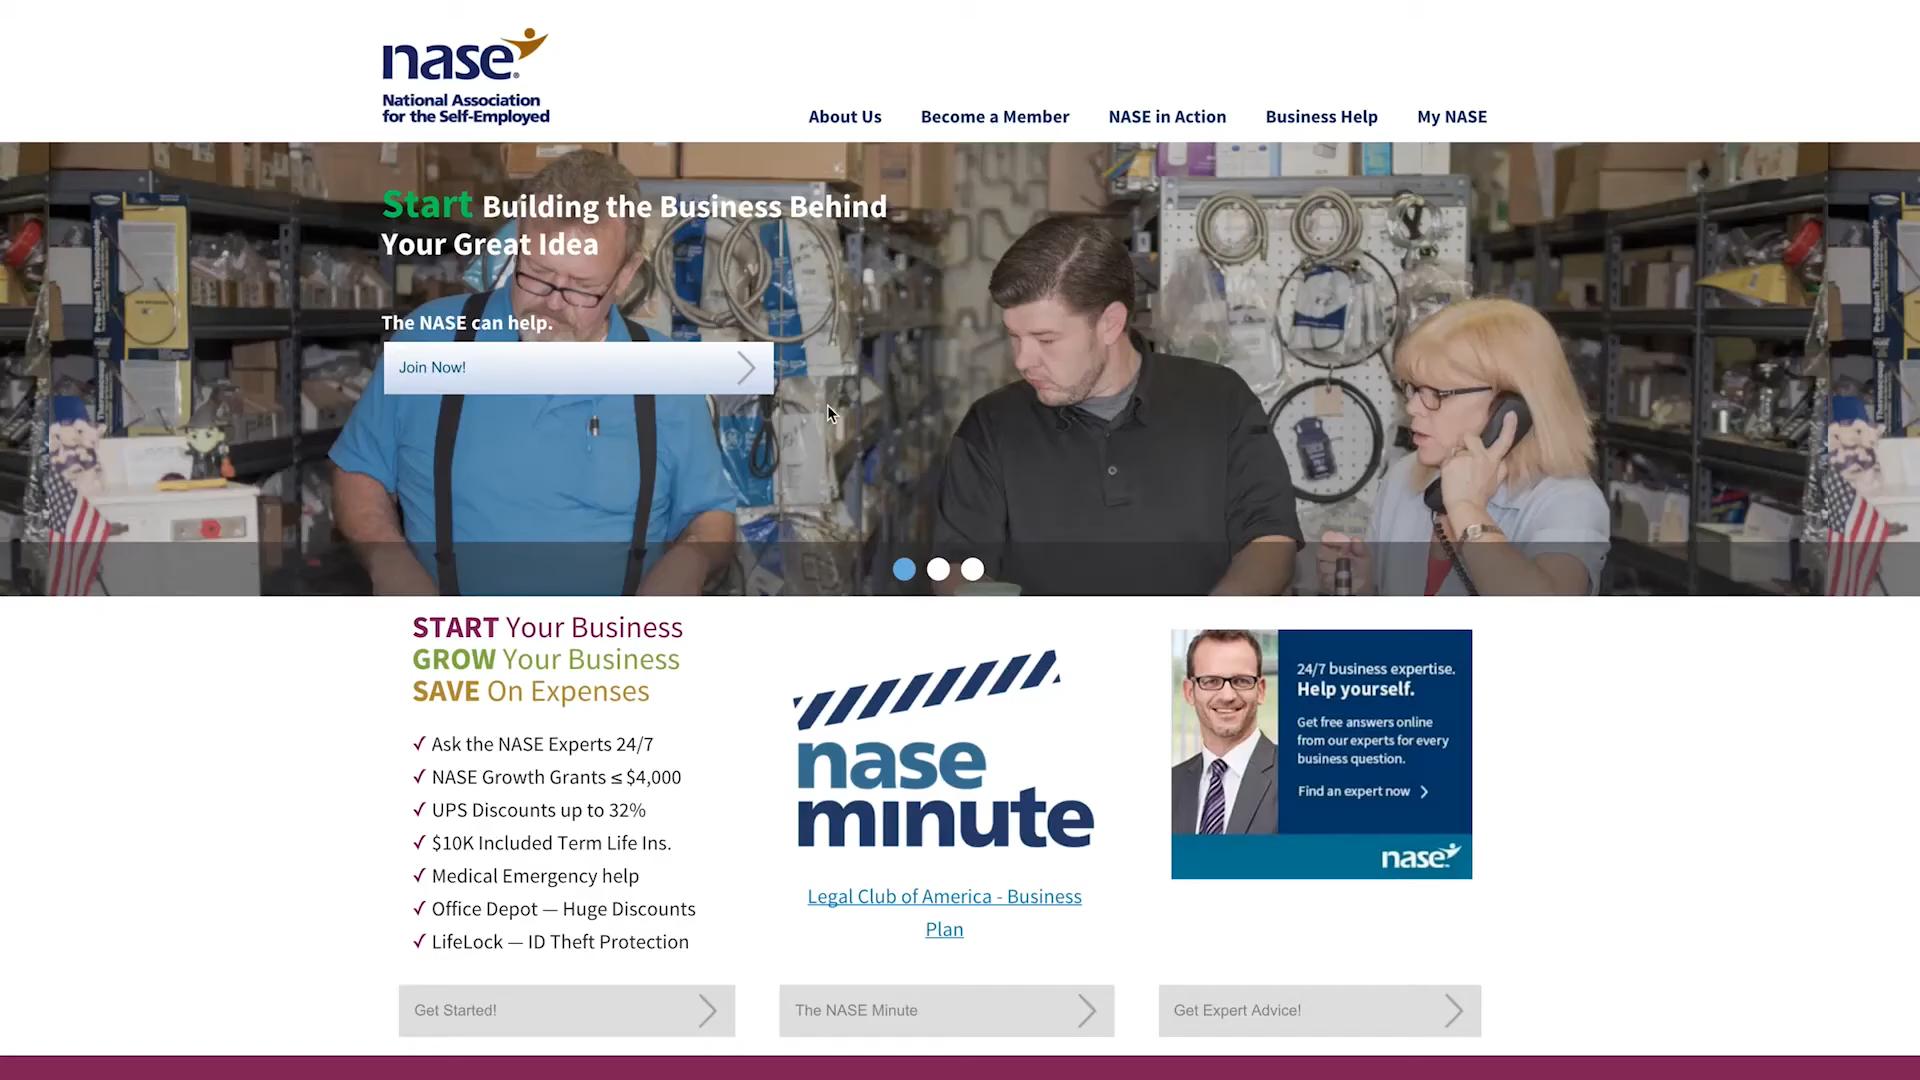 nase
National Association
for the Self-Employed
About Us
Become a Member
NASE in Action
Business Help
My NASE
Start Building the Business Behind
Your Great Idea
The NASE can help.
Join Now!
START Your Business
GROW Your Business
SAVE On Expenses
✓ Ask the NASE Experts 24/7
✓ NASE Growth Grants ≤ $4,000
✓ UPS Discounts up to 32%
✓ $10K Included Term Life Ins.
✓ Medical Emergency help
✓ Office Depot — Huge Discounts
✓ LifeLock — ID Theft Protection
Get Started!
nase
minute
Legal Club of America - Business
Plan
The NASE Minute
24/7 business expertise.
Help yourself.
Get free answers online
from our experts for every
business question.
Find an expert now
nase
Get Expert Advice!